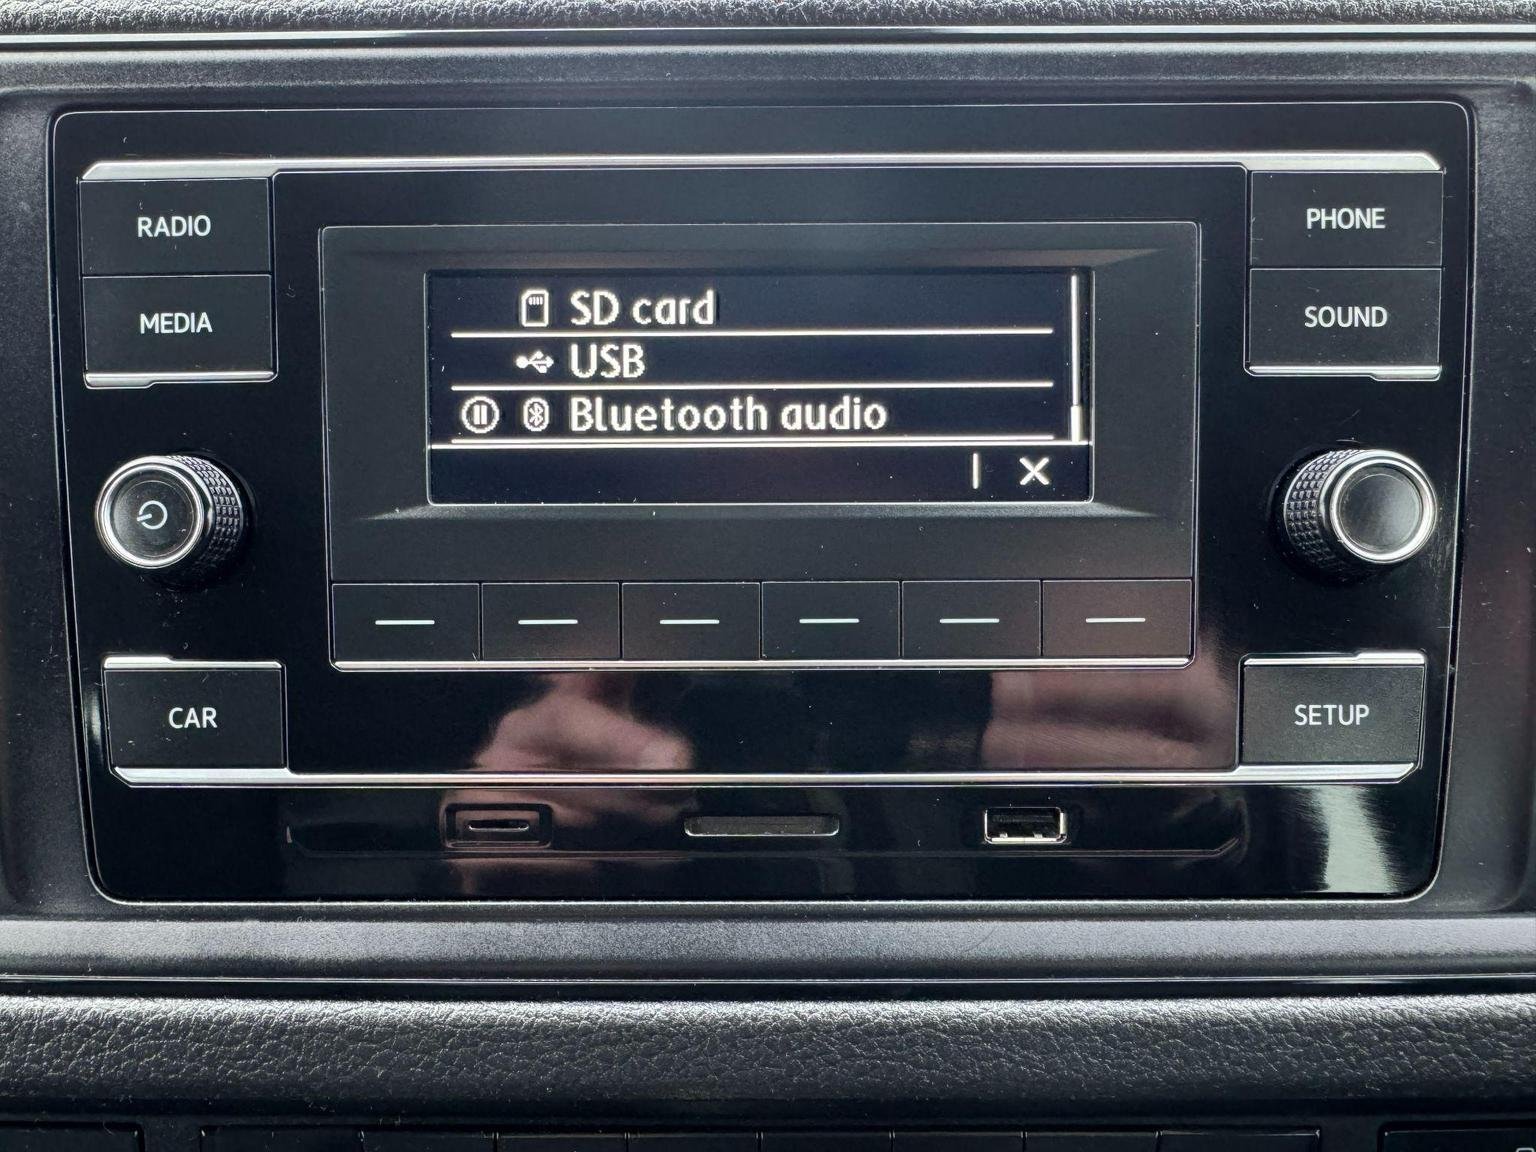 RADIO
PHONE
MEDIA
SOUND
SD card
USB
Bluetooth audio
CAR
SETUP